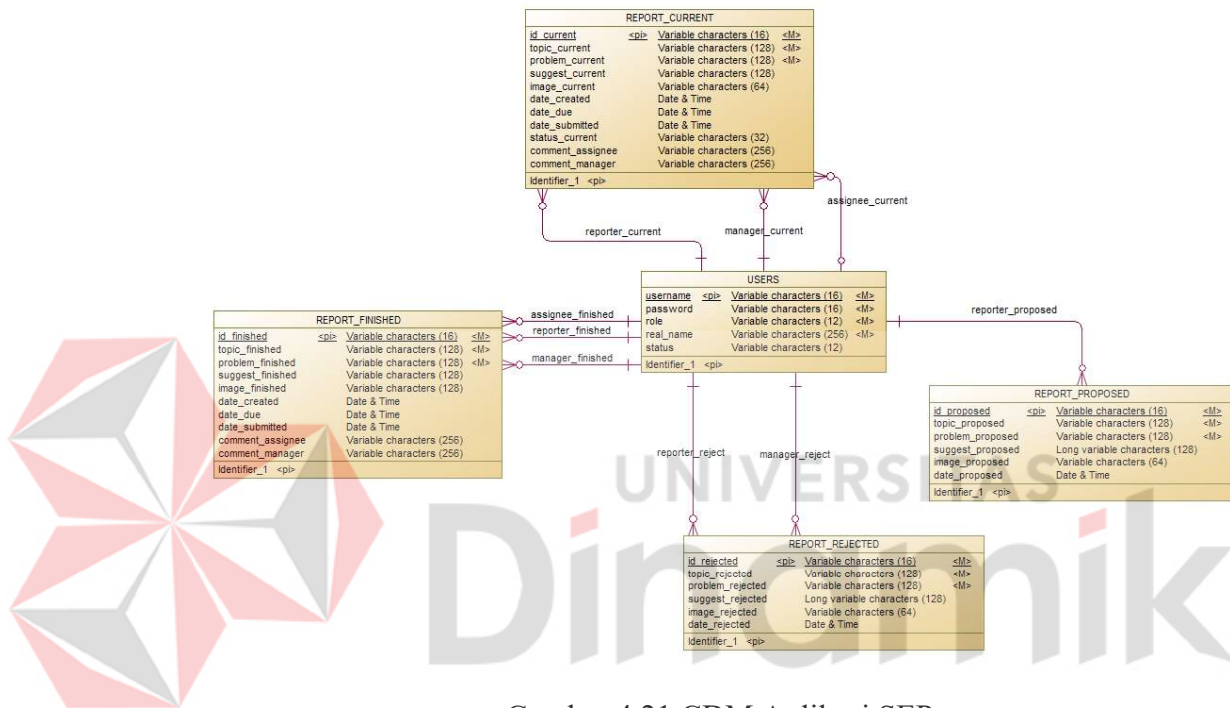 REPORT_CURRENT
id_current <pi> Variable characters (16) <M>
topic_current Variable characters (128) <M>
problem_current Variable characters (128) <M>
suggest_current Variable characters (128)
image_current Variable characters (64)
date_created Date & Time
date_due Date & Time
date_submitted Date & Time
status_current Variable characters (32)
comment_assignee Variable characters (256)
comment_manager Variable characters (256)
Identifier_1 <pi>
assignee_current
reporter_current
manager_current
USERS
username <pi> Variable characters (16) <M>
password Variable characters (16) <M>
role Variable characters (12) <M>
real_name Variable characters (256) <M>
status Variable characters (12)
Identifier_1 <pi>
reporter_proposed
assignee_finished
reporter_finished
manager_finished
REPORT_FINISHED
id_finished <pi> Variable characters (16) <M>
topic_finished Variable characters (128) <M>
problem_finished Variable characters (128) <M>
suggest_finished Variable characters (128)
image_finished Variable characters (128)
date_created Date & Time
date_due Date & Time
date_submitted Date & Time
comment_assignee Variable characters (256)
comment_manager Variable characters (256)
Identifier_1 <pi>
REPORT_PROPOSED
id_proposed <pi> Variable characters (16) <M>
topic_proposed Variable characters (128) <M>
problem_proposed Variable characters (128) <M>
suggest_proposed Long variable characters (128)
image_proposed Variable characters (64)
date_proposed Date & Time
Identifier_1 <pi>
reporter_reject
manager_reject
UNIVERSITAS
Dinamik
REPORT_REJECTED
id_rejected <pi> Variable characters (16) <M>
topic_rejected Variable characters (128) <M>
problem_rejected Variable characters (128) <M>
suggest_rejected Long variable characters (128)
image_rejected Variable characters (64)
date_rejected Date & Time
Identifier_1 <pi>